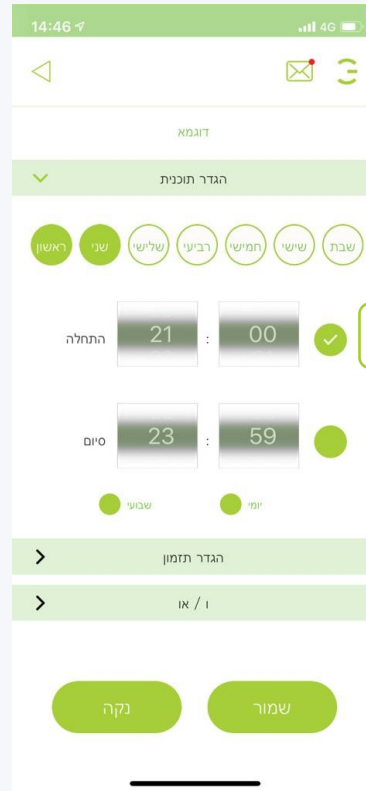 14:46 4G
דוגמא
הגדר תוכנית
ראשון שני שלישי רביעי חמישי שישי שבת
התחלה 21 : 00
סיום 23 : 59
יומי שבועי
הגדר תזמון
ו / או
שמור נקה